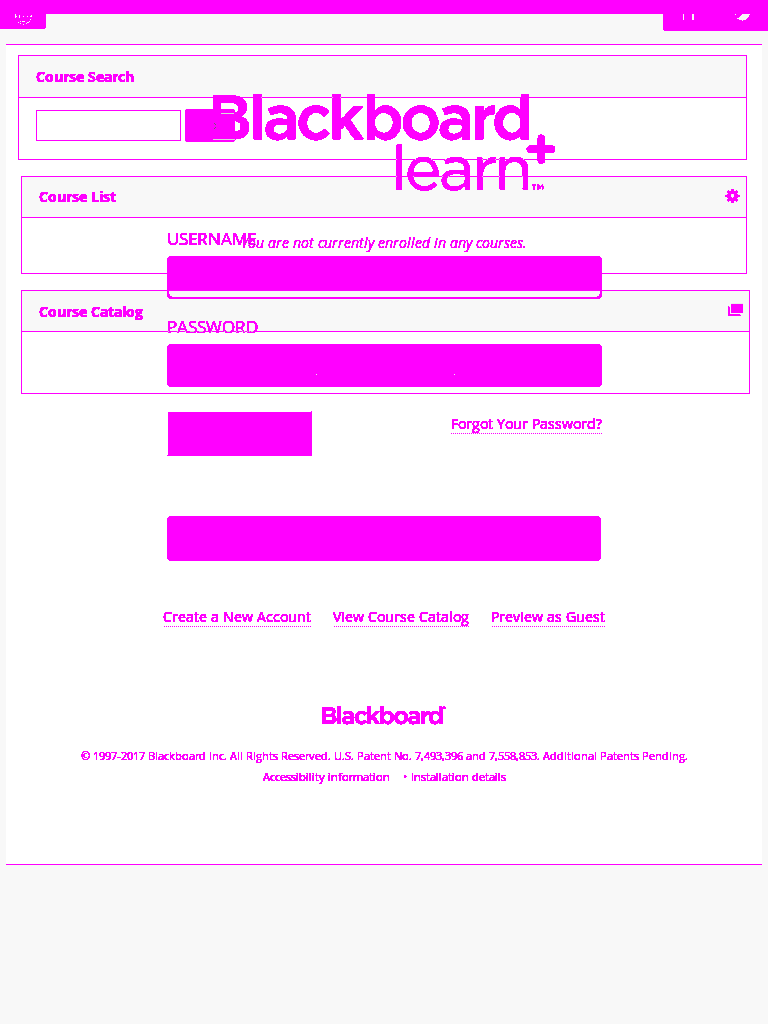 Course Search
Blackboard
learn+™
Course List
USERNAME
You are not currently enrolled in any courses.
Course Catalog
PASSWORD
Forgot Your Password?
Create a New Account View Course Catalog Preview as Guest
Blackboard
© 1997-2017 Blackboard Inc. All Rights Reserved. U.S. Patent No. 7,493,396 and 7,558,853. Additional Patents Pending.
Accessibility information • Installation details